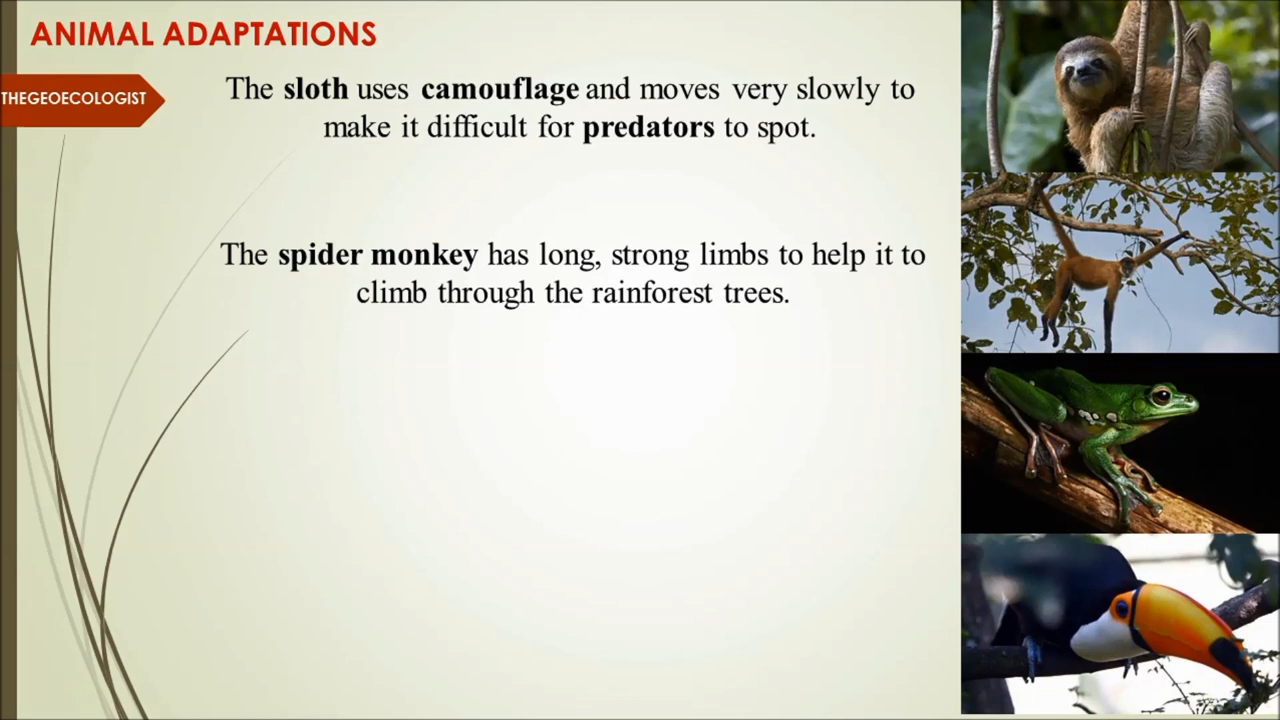 ANIMAL ADAPTATIONS
THEGEOECOLOGIST
The sloth uses camouflage and moves very slowly to
make it difficult for predators to spot.
The spider monkey has long, strong limbs to help it to
climb through the rainforest trees.